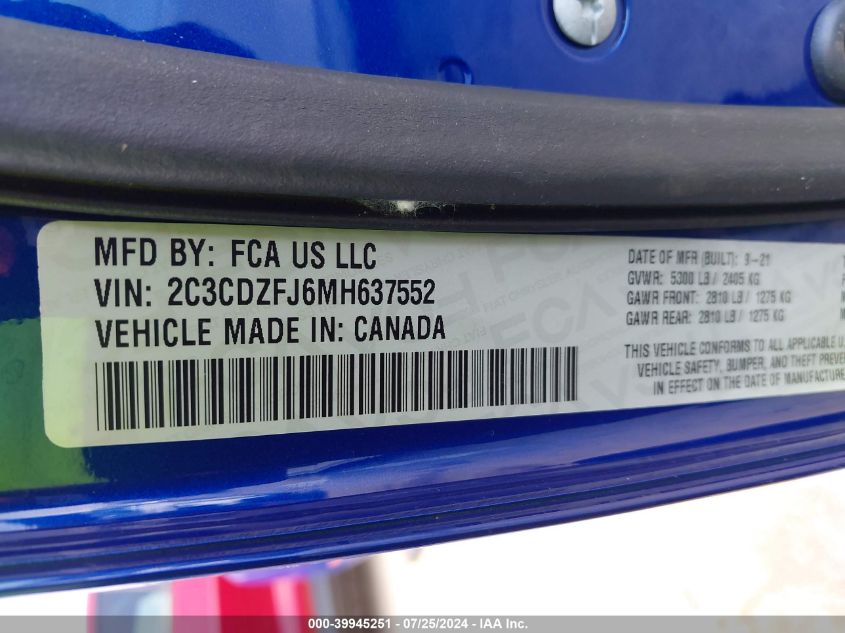 MFD BY: FCA US LLC
VIN: 2C3CDZFJ6MH637552
VEHICLE MADE IN: CANADA
DATE OF MFR (BUILT): 9-21
GVWR: 5300 LB / 2405 KG
GAWR FRONT: 2810 LB / 1275 KG
GAWR REAR: 2810 LB / 1275 KG
THIS VEHICLE CONFORMS TO ALL APPLICABLE U
VEHICLE SAFETY, BUMPER, AND THEFT PREVE
IN EFFECT ON THE DATE OF MANUFACTURE
000-39945251 - 07/25/2024 - IAA Inc.